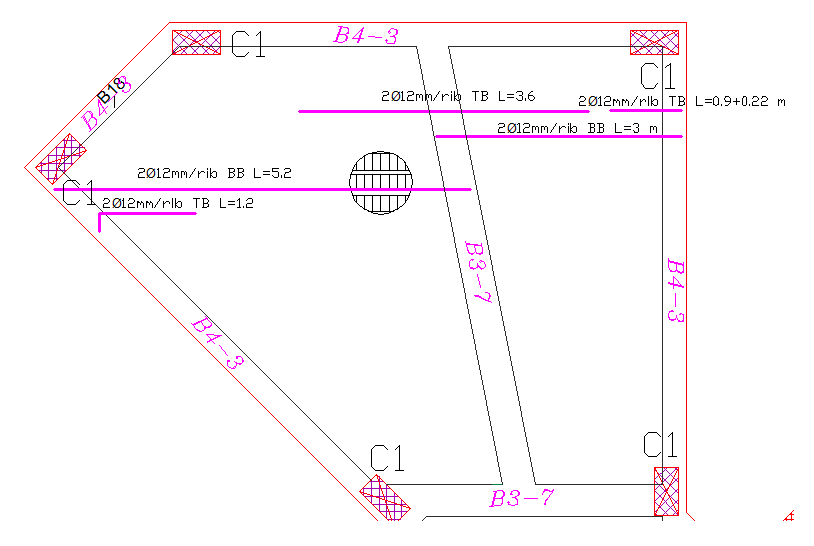 B4-3
C1
C1
B18
B4-3
2Ø12mm/rib TB L=3.6
2Ø12mm/rib TB L=0.9+0.22 m
2Ø12mm/rib BB L=3 m
2Ø12mm/rib BB L=5.2
C1
2Ø12mm/rib TB L=1.2
B3-7
B4-3
B4-3
C1
C1
B3-7